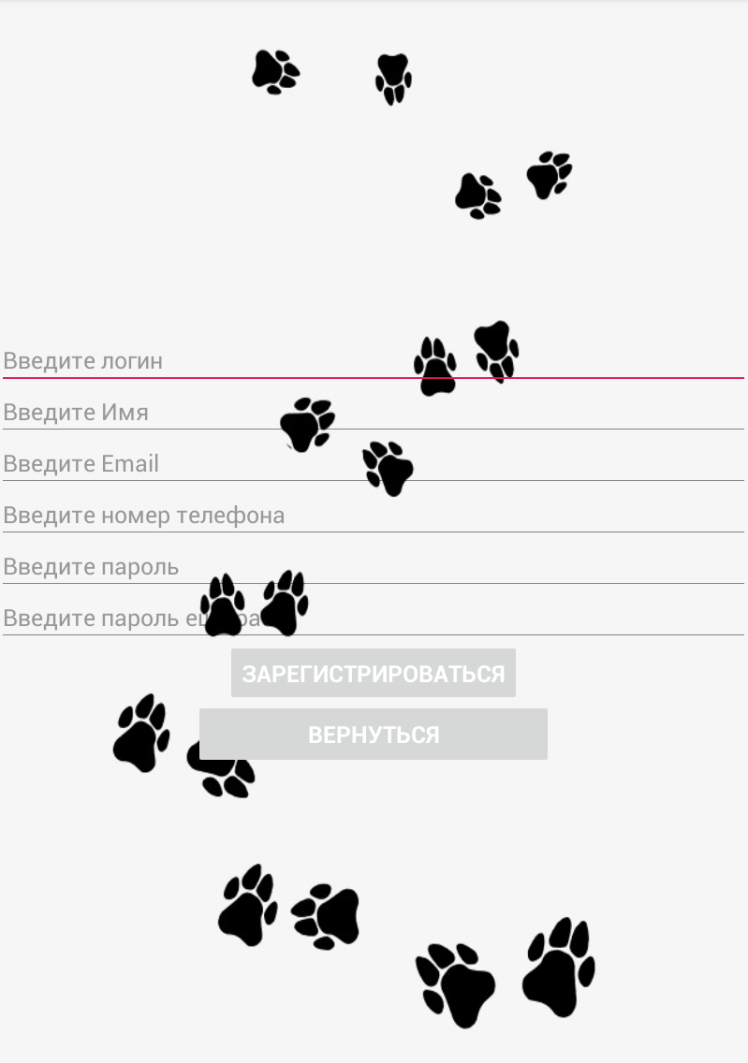 Введите логин
Введите Имя
Введите Email
Введите номер телефона
Введите пароль
Введите пароль
ЗАРЕГИСТРИРОВАТЬСЯ
ВЕРНУТЬСЯ